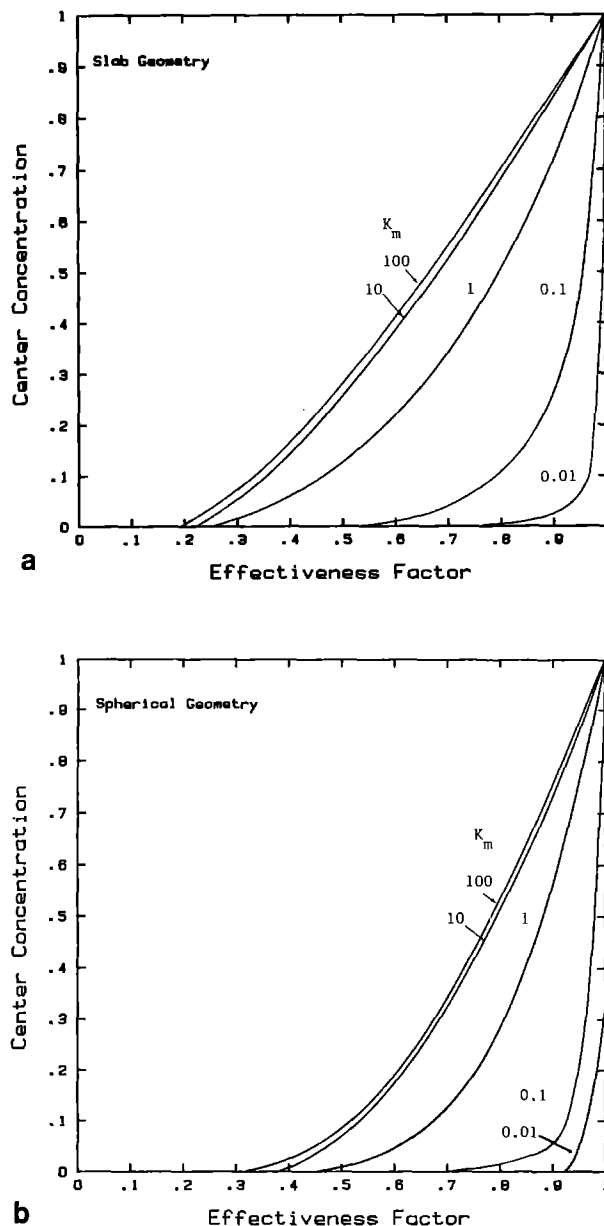 1
.9
.8
.7
.6
.5
.4
.3
.2
.1
0
Center Concentration
Slab Geometry
K_m
100
10
1
0.1
0.01
0 .1 .2 .3 .4 .5 .6 .7 .8 .9
Effectiveness Factor
a
1
.9
.8
.7
.6
.5
.4
.3
.2
.1
0
Center Concentration
Spherical Geometry
K_m
100
10
1
0.1
0.01
0 .1 .2 .3 .4 .5 .6 .7 .8 .9
Effectiveness Factor
b